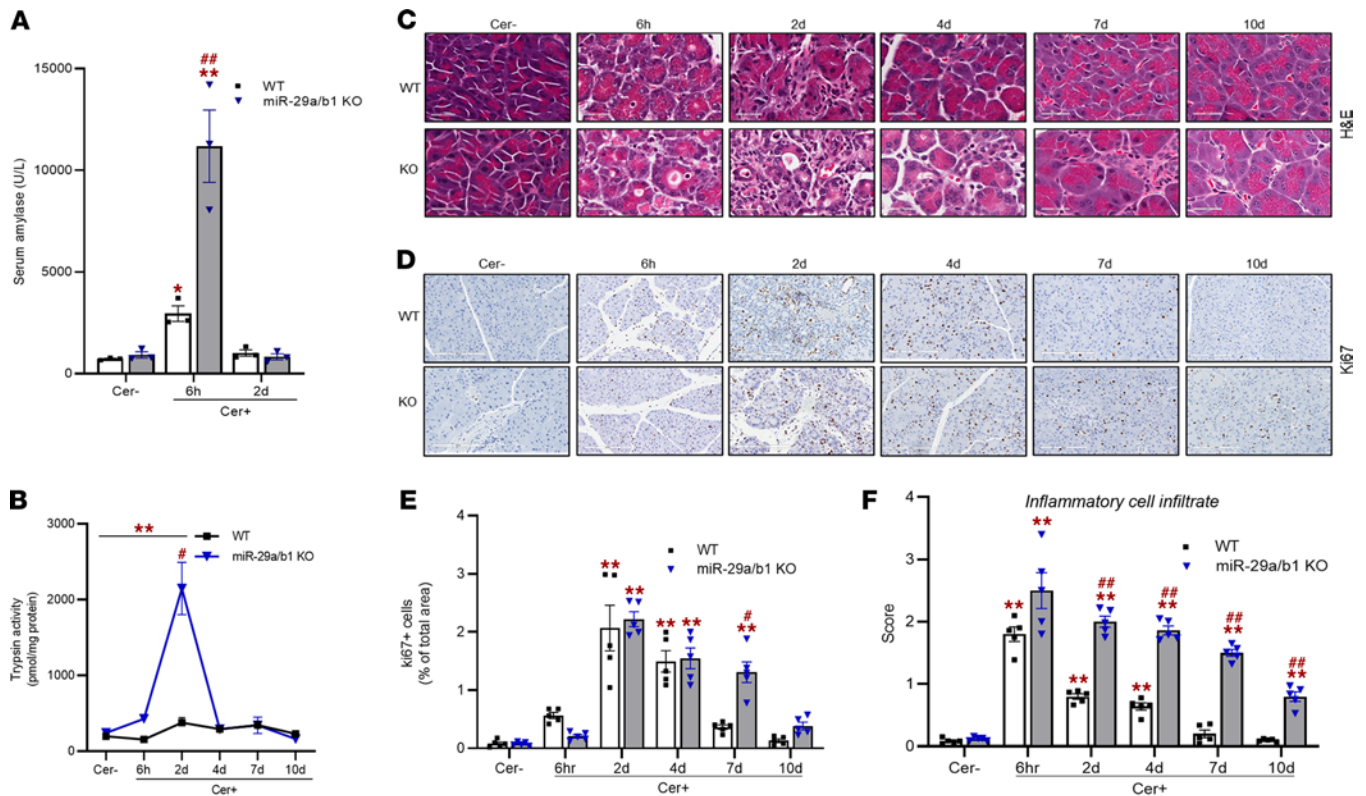 A
##
**
15000
WT
miR-29a/b1 KO
10000
Serum amylase (U/L)
5000
*
0
Cer-
6h
2d
Cer+
C
Cer-
6h
2d
4d
7d
10d
WT
KO
H&E
D
Cer-
6h
2d
4d
7d
10d
WT
KO
Ki67
B
3000
**
WT
#
miR-29a/b1 KO
2000
Trypsin activity
(pmol/mg protein)
1000
0
Cer-
6h
2d
4d
7d
10d
Cer+
E
4
WT
miR-29a/b1 KO
**
3
**
** **
#
**
ki67+ cells
(% of total area)
2
1
0
Cer-
6hr
2d
4d
7d
10d
Cer+
F
Inflammatory cell infiltrate
4
**
WT
miR-29a/b1 KO
3
**
##
**
##
**
##
**
##
**
Score
2
**
**
1
0
Cer-
6hr
2d
4d
7d
10d
Cer+